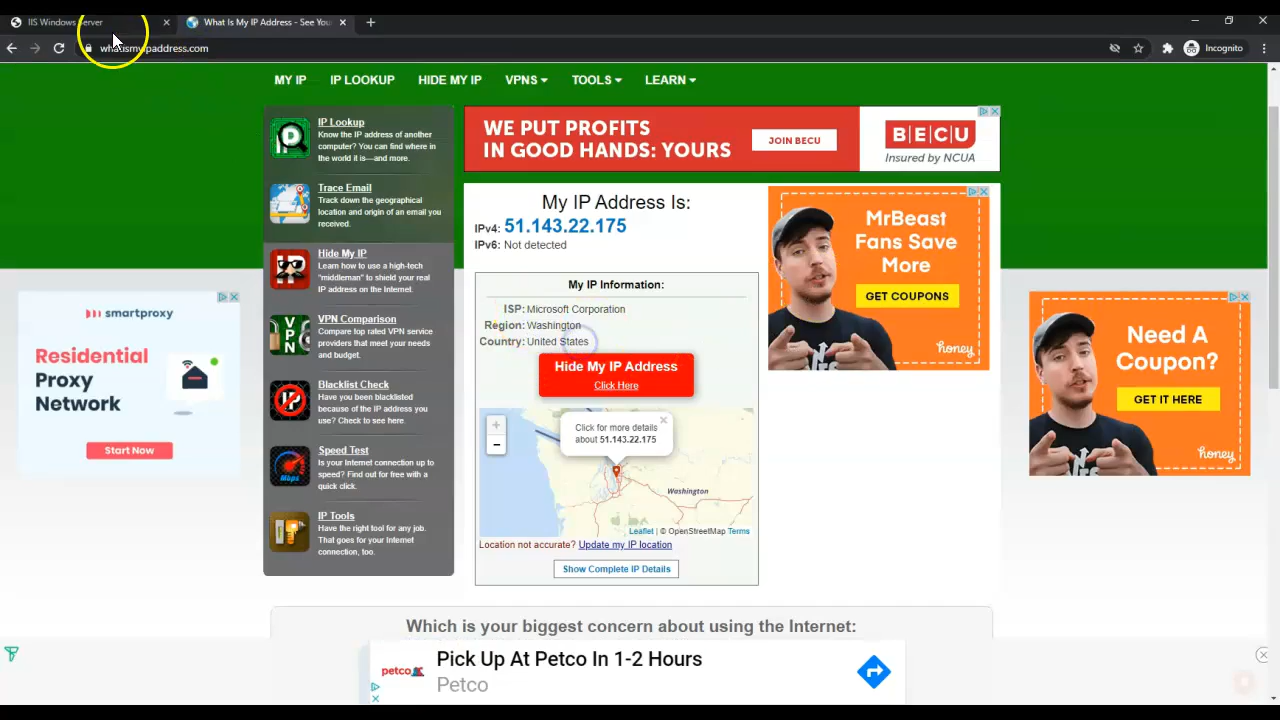 IIS Windows Server
What Is My IP Address - See You
whatismyipaddress.com
Incognito
MY IP
IP LOOKUP
HIDE MY IP
VPNS
TOOLS
LEARN
IP Lookup
Know the IP address of another
computer? You can find where in
the world it is—and more.
Trace Email
Track down the geographical
location and origin of an email you
received.
Hide My IP
Learn how to use a high-tech
"middleman" to shield your real
IP address on the Internet.
VPN
VPN Comparison
Compare top rated VPN service
providers that meet your needs
and budget.
Blacklist Check
Have you been blacklisted
because of the IP address you
use? Check to see here.
Mbps
Speed Test
Is your Internet connection up to
speed? Find out for free with a
quick click.
IP Tools
Have the right tool for any job.
That goes for your Internet
connection, too.
WE PUT PROFITS
IN GOOD HANDS: YOURS
JOIN BECU
BECU
Insured by NCUA
My IP Address Is:
IPv4: 51.143.22.175
IPv6: Not detected
My IP Information:
ISP: Microsoft Corporation
Region: Washington
Country: United States
Hide My IP Address
Click Here
+
−
Click for more details
about 51.143.22.175
Washington
Leaflet | © OpenStreetMap Terms
Location not accurate? Update my IP location
Show Complete IP Details
MrBeast
Fans Save
More
GET COUPONS
honey
smartproxy
Residential
Proxy
Network
Start Now
Need A
Coupon?
GET IT HERE
honey
Which is your biggest concern about using the Internet:
petco
Pick Up At Petco In 1-2 Hours
Petco